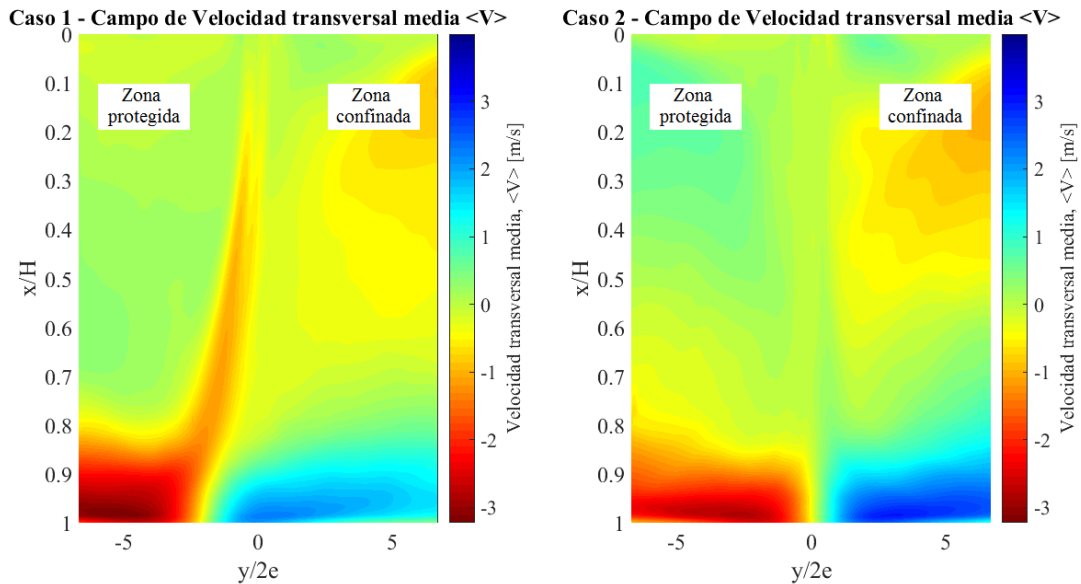 Caso 1 - Campo de Velocidad transversal media <V>
0
0.1
0.2
0.3
0.4
0.5
0.6
0.7
0.8
0.9
1
x/H
Zona
protegida
Zona
confinada
-5
0
5
y/2e
3
2
1
0
-1
-2
-3
Velocidad transversal media, <V> [m/s]
Caso 2 - Campo de Velocidad transversal media <V>
0
0.1
0.2
0.3
0.4
0.5
0.6
0.7
0.8
0.9
1
x/H
Zona
protegida
Zona
confinada
-5
0
5
y/2e
3
2
1
0
-1
-2
-3
Velocidad transversal media, <V> [m/s]